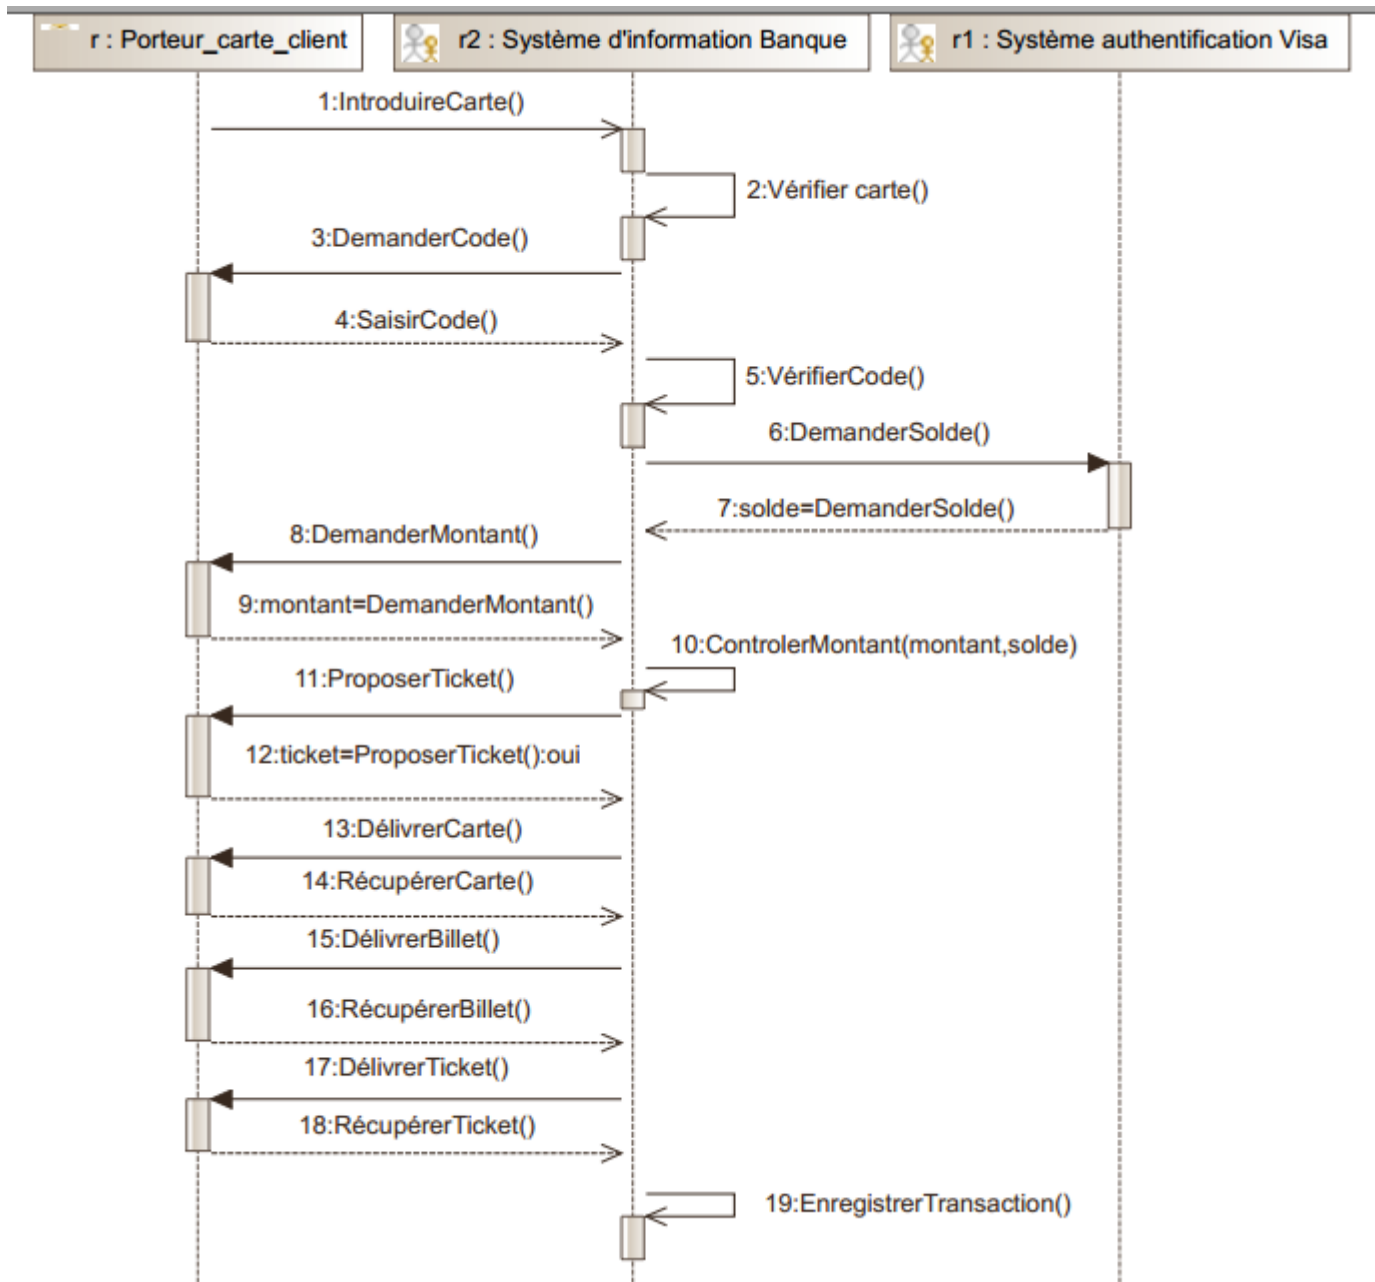 r : Porteur_carte_client
r2 : Système d'information Banque
r1 : Système authentification Visa
1:IntroduireCarte()
2:Vérifier carte()
3:DemanderCode()
4:SaisirCode()
5:VérifierCode()
6:DemanderSolde()
7:solde=DemanderSolde()
8:DemanderMontant()
9:montant=DemanderMontant()
10:ControlerMontant(montant,solde)
11:ProposerTicket()
12:ticket=ProposerTicket():oui
13:DélivrerCarte()
14:RécupérerCarte()
15:DélivrerBillet()
16:RécupérerBillet()
17:DélivrerTicket()
18:RécupérerTicket()
19:EnregistrerTransaction()